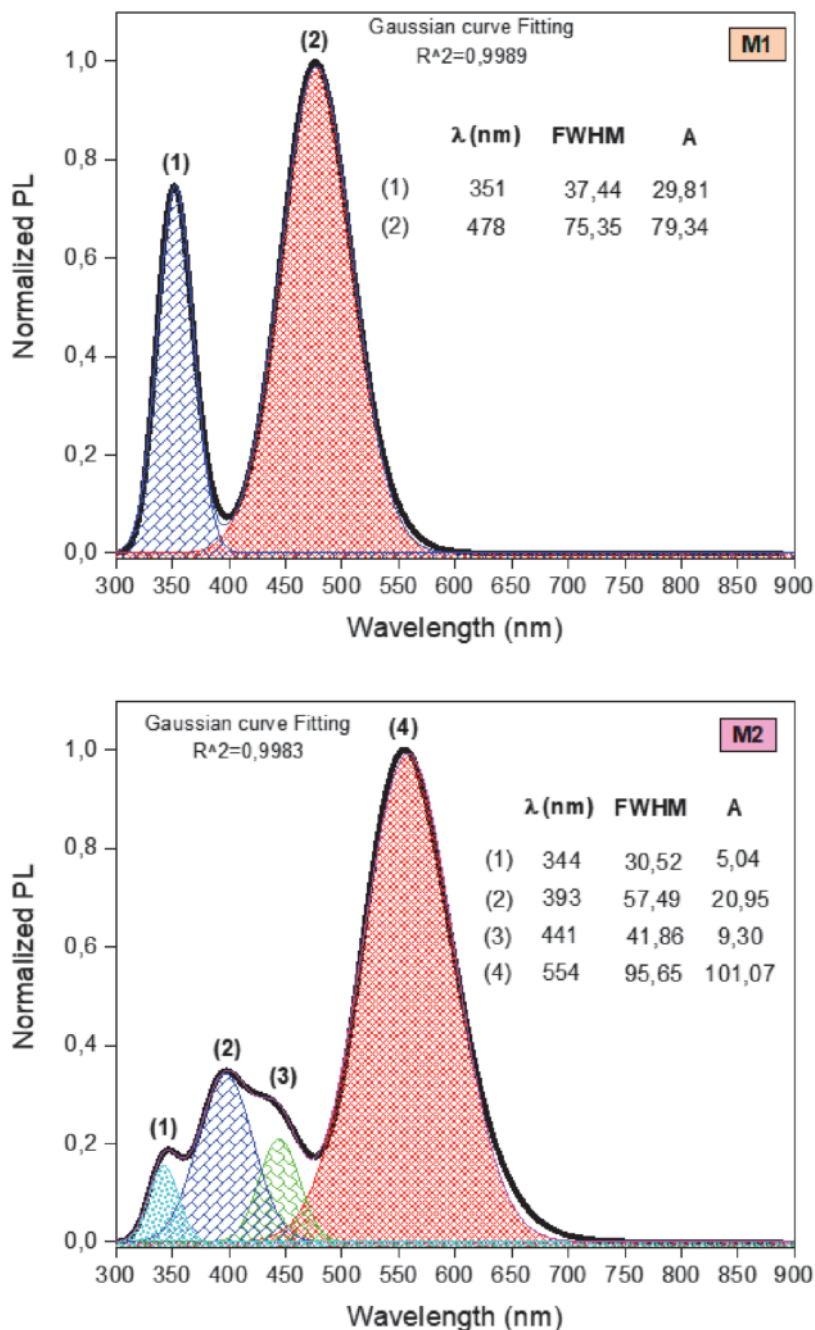 Gaussian curve Fitting
R^2=0,9989
M1
(1)
(2)
λ (nm) FWHM A
(1) 351 37,44 29,81
(2) 478 75,35 79,34
1,0
0,8
0,6
0,4
0,2
0,0
Normalized PL
300 350 400 450 500 550 600 650 700 750 800 850 900
Wavelength (nm)
Gaussian curve Fitting
R^2=0,9983
(4)
M2
λ (nm) FWHM A
(1) 344 30,52 5,04
(2) 393 57,49 20,95
(3) 441 41,86 9,30
(4) 554 95,65 101,07
(1)
(2)
(3)
1,0
0,8
0,6
0,4
0,2
0,0
Normalized PL
300 350 400 450 500 550 600 650 700 750 800 850 900
Wavelength (nm)